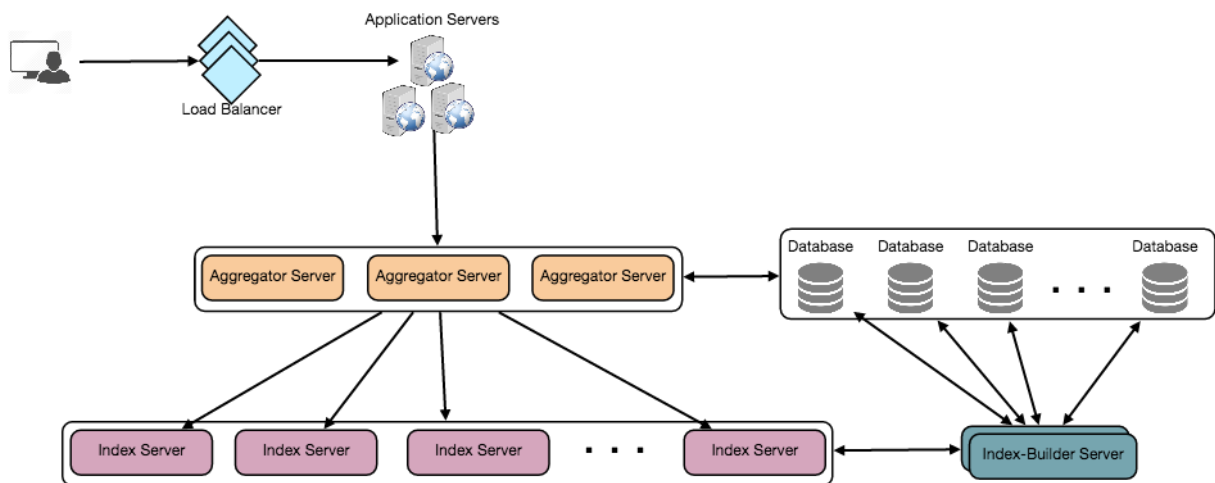 Application Servers
Load Balancer
Aggregator Server
Aggregator Server
Aggregator Server
Database
Database
Database
Database
Index Server
Index Server
Index Server
Index Server
Index-Builder Server